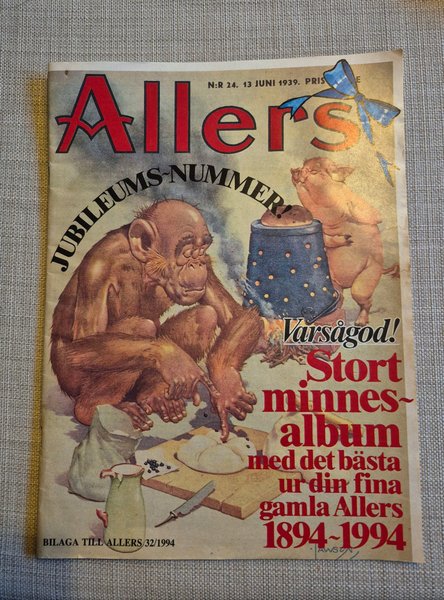 N:R 24. 13 JUNI 1939. PRIS
Allers
JUBILEUMS~NUMMER!
Varsågod!
Stort
minnes~
album
med det bästa
ur din fina
gamla Allers
1894~1994
BILAGA TILL ALLERS/32/1994